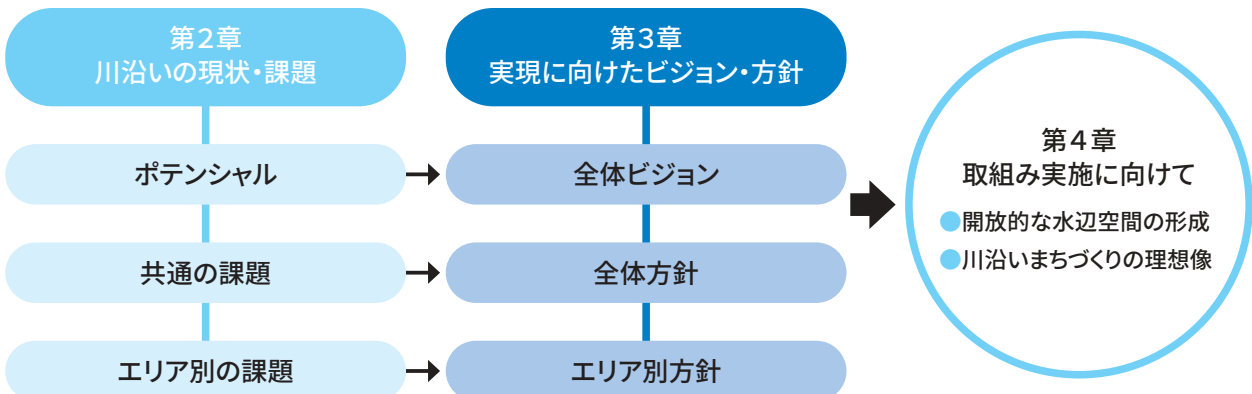 第２章
川沿いの現状・課題
ポテンシャル
共通の課題
エリア別の課題
第３章
実現に向けたビジョン・方針
全体ビジョン
全体方針
エリア別方針
第４章
取組み実施に向けて
●開放的な水辺空間の形成
●川沿いまちづくりの理想像